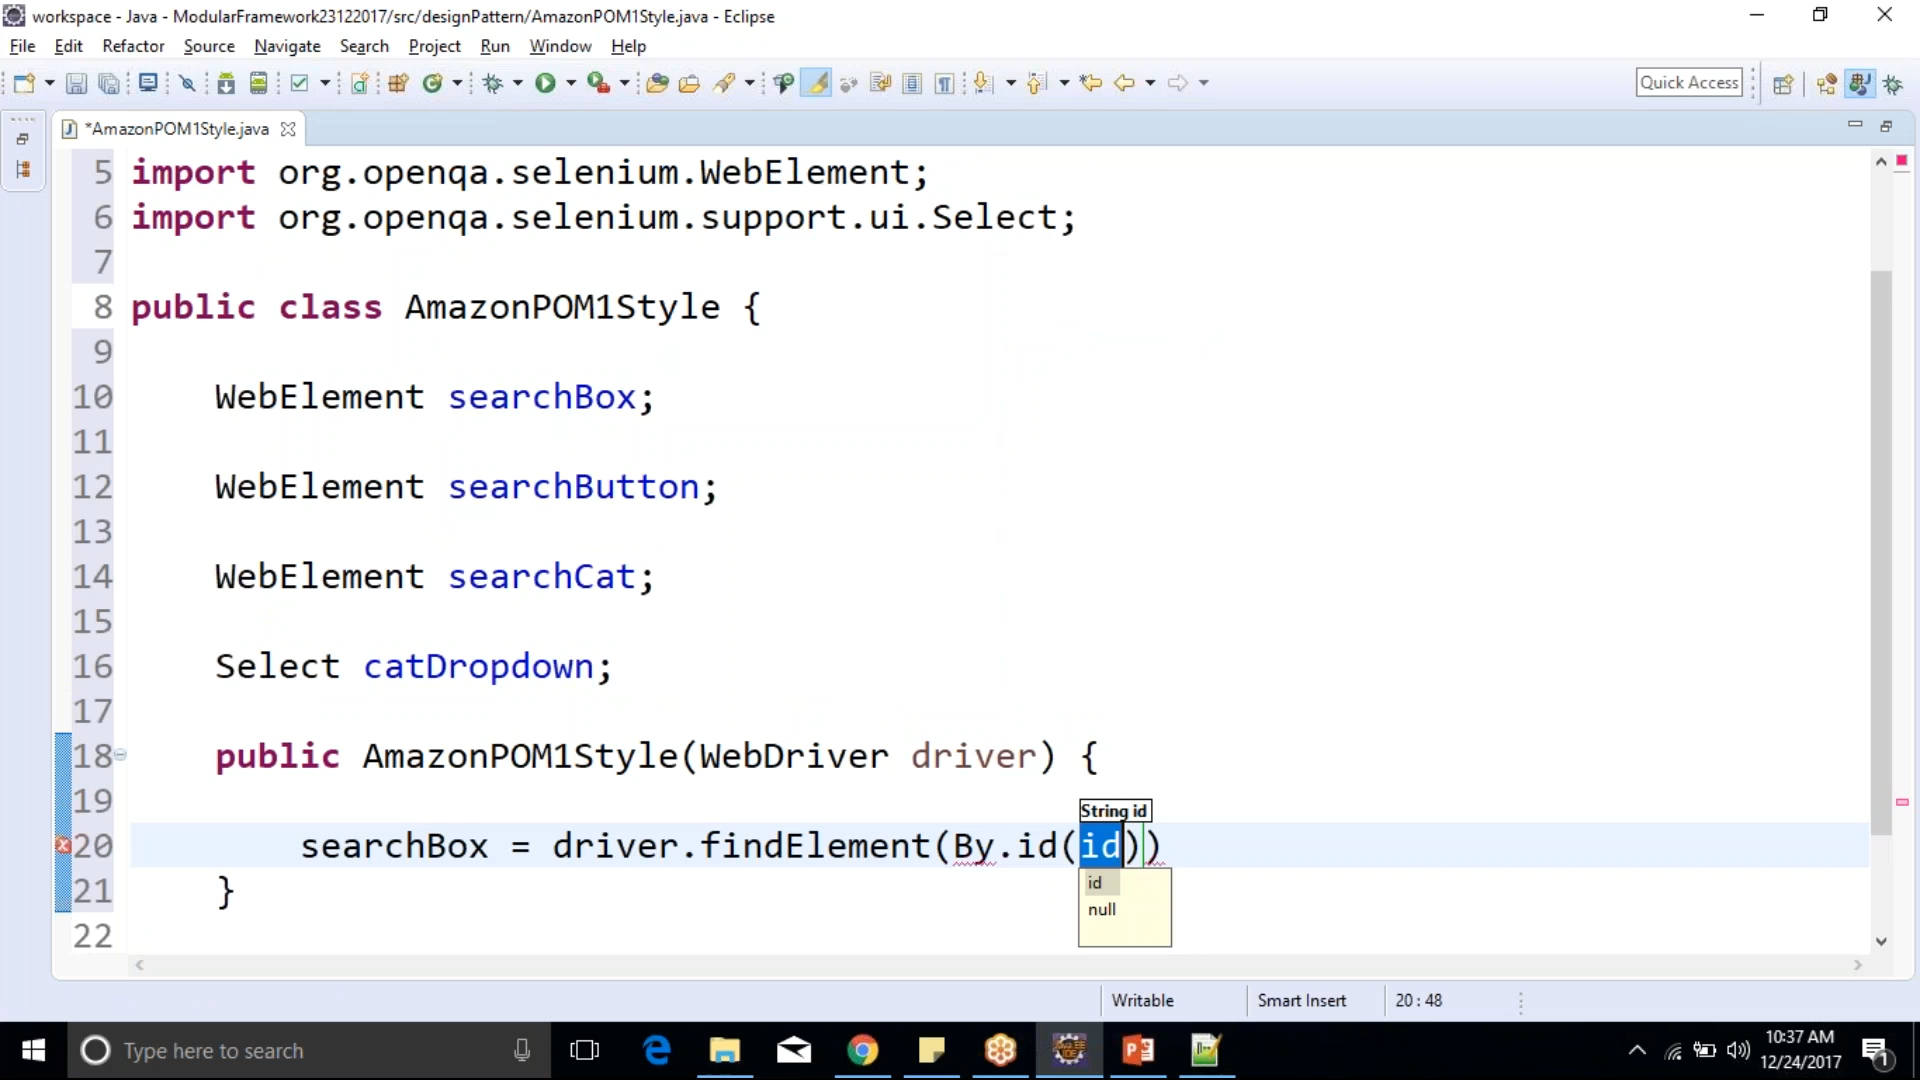 workspace - Java - ModularFramework23122017/src/designPattern/AmazonPOM1Style.java - Eclipse
File Edit Refactor Source Navigate Search Project Run Window Help
Quick Access
*AmazonPOM1Style.java
5 import org.openqa.selenium.WebElement;
6 import org.openqa.selenium.support.ui.Select;
7
8 public class AmazonPOM1Style {
9
10 WebElement searchBox;
11
12 WebElement searchButton;
13
14 WebElement searchCat;
15
16 Select catDropdown;
17
18 public AmazonPOM1Style(WebDriver driver) {
19
String id
20 searchBox = driver.findElement(By.id(id))
id
21 }
null
22
Writable Smart Insert 20 : 48
Type here to search
10:37 AM
12/24/2017
1